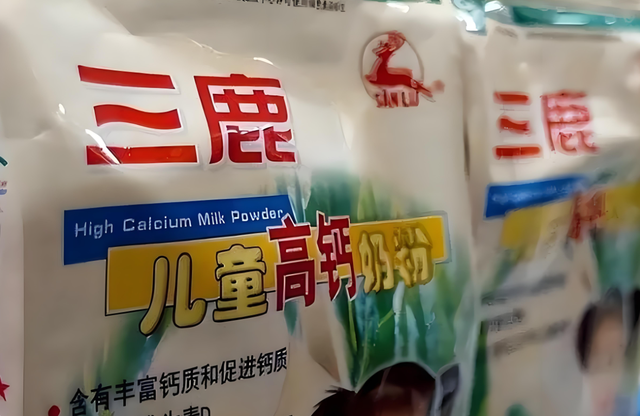 三鹿
SANLU
High Calcium Milk Powder
儿童高钙奶粉
含有丰富钙质和促进钙质
三鹿